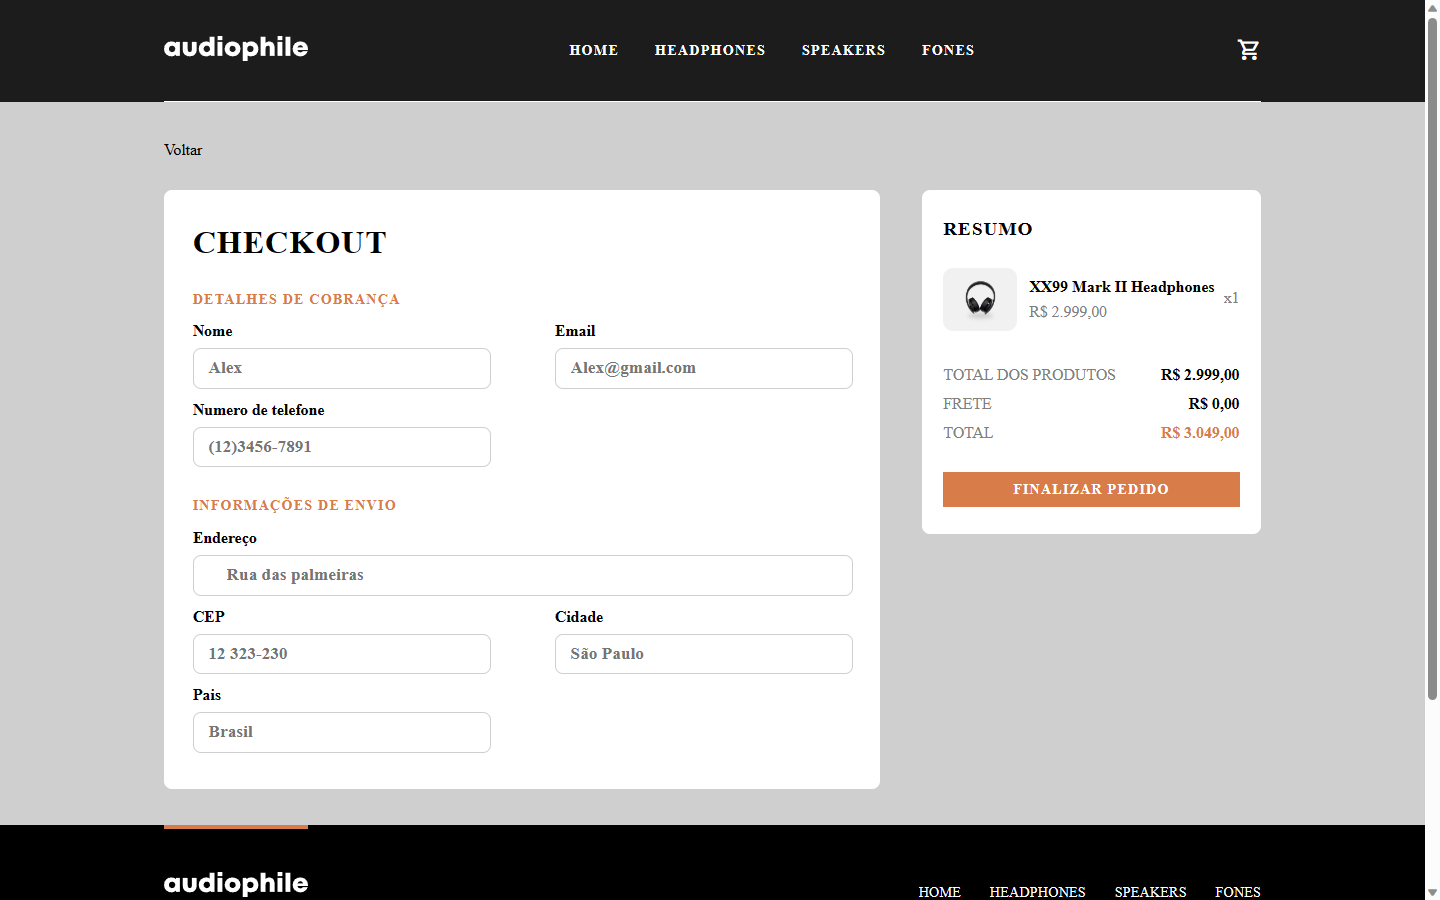 audiophile
HOME HEADPHONES SPEAKERS FONES
Voltar
CHECKOUT
DETALHES DE COBRANÇA
Nome Email
Alex Alex@gmail.com
Numero de telefone
(12)3456-7891
INFORMAÇÕES DE ENVIO
Endereço
Rua das palmeiras
CEP Cidade
12 323-230 São Paulo
Pais
Brasil
RESUMO
XX99 Mark II Headphones
x1
R$ 2.999,00
TOTAL DOS PRODUTOS R$ 2.999,00
FRETE R$ 0,00
TOTAL R$ 3.049,00
FINALIZAR PEDIDO
audiophile
HOME HEADPHONES SPEAKERS FONES